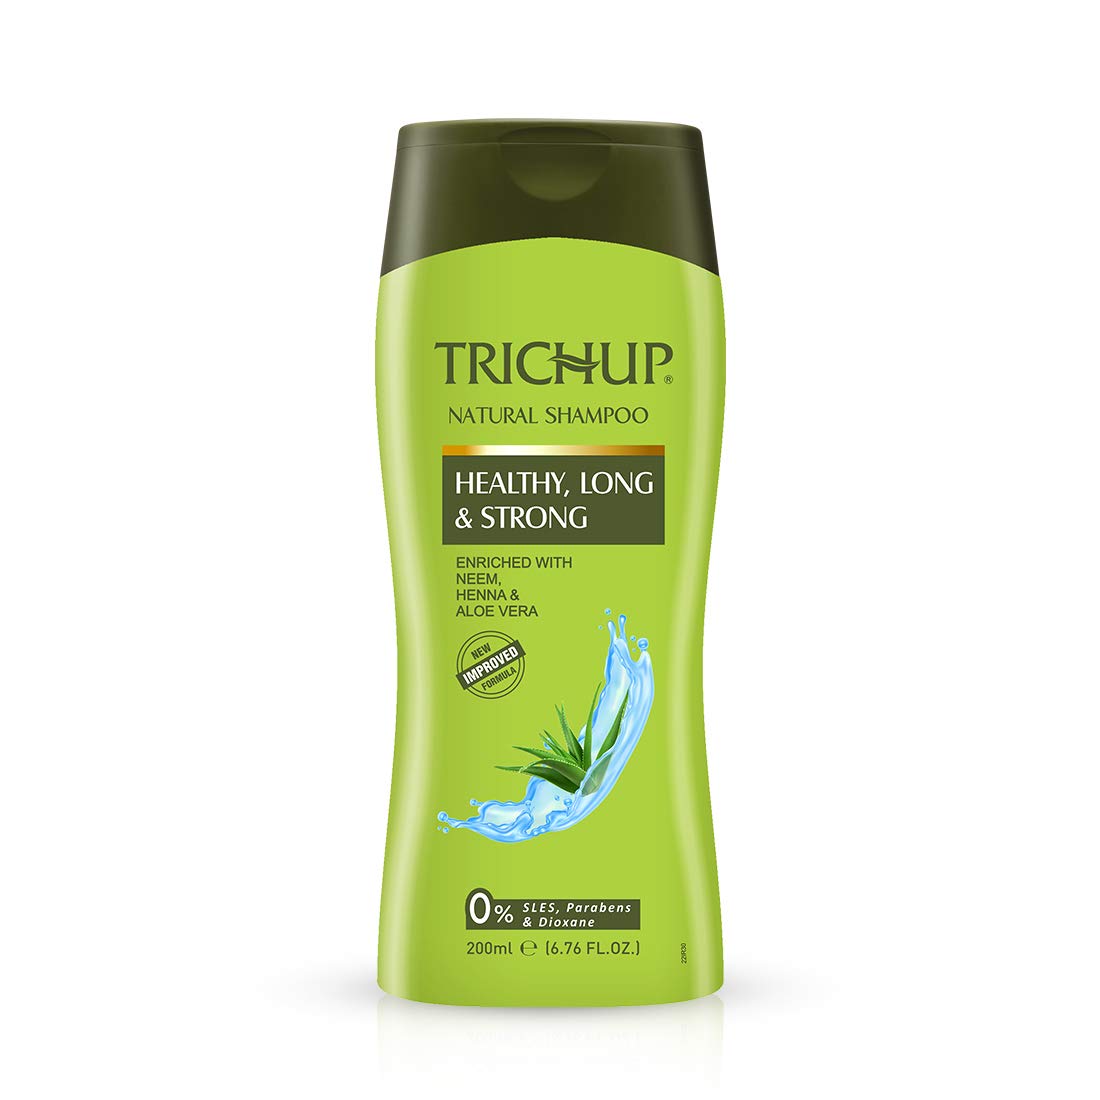 TRICHUP®
NATURAL SHAMPOO
HEALTHY, LONG
& STRONG
ENRICHED WITH
NEEM,
HENNA &
ALOE VERA
NEW
IMPROVED
FORMULA
0% SLES, Parabens
& Dioxane
200ml ℮ (6.76 FL.OZ.)
22IR30